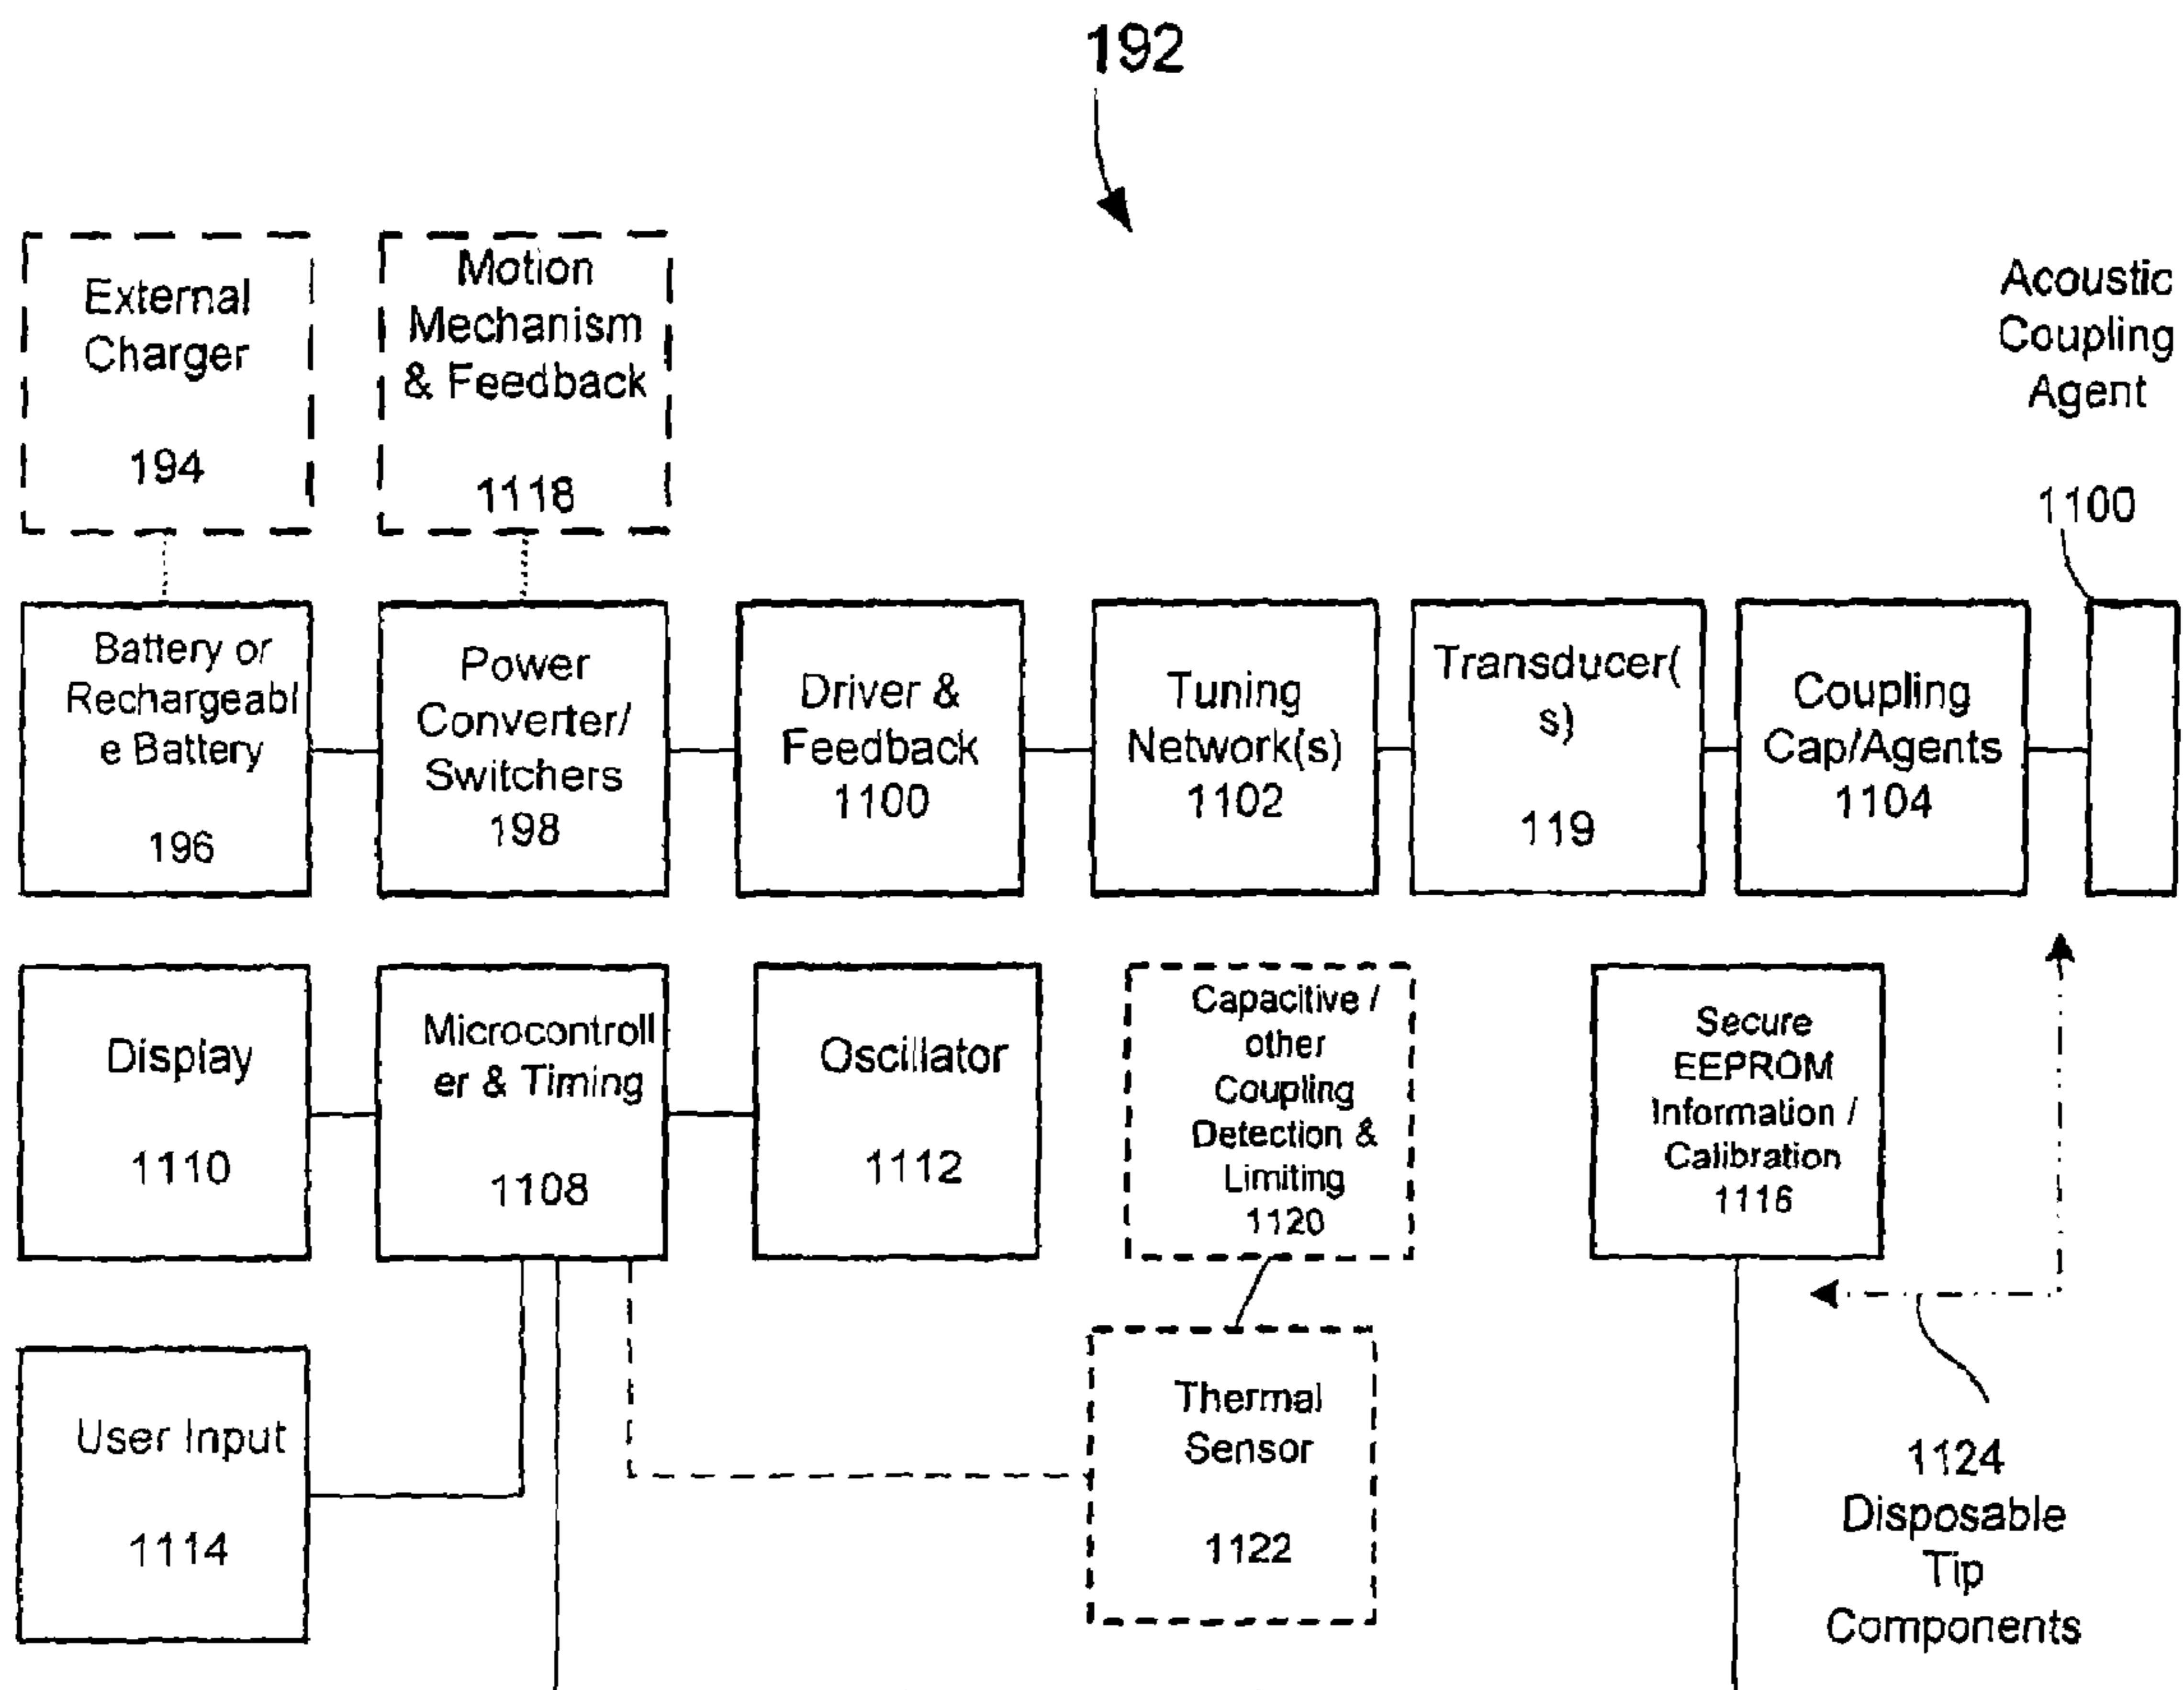 192
External
Charger
194
Motion
Mechanism
& Feedback
1118
Acoustic
Coupling
Agent
1100
Battery or
Rechargeabl
e Battery
196
Power
Converter/
Switchers
198
Driver &
Feedback
1100
Tuning
Network(s)
1102
Transducer(
s)
119
Coupling
Cap/Agents
1104
Display
1110
Microcontroll
er & Timing
1108
Oscillator
1112
Capacitive /
other
Coupling
Detection &
Limiting
1120
Secure
EEPROM
Information /
Calibration
1116
User Input
1114
Thermal
Sensor
1122
1124
Disposable
Tip
Components